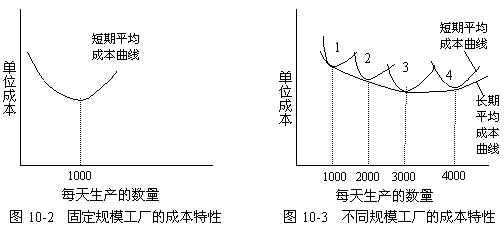 短期平均
成本曲线
单位成本
1000
每天生产的数量
图 10-2 固定规模工厂的成本特性
短期平均
成本曲线
1
2
3
4
长期
平均
成本
曲线
单位成本
1000 2000 3000 4000
每天生产的数量
图 10-3 不同规模工厂的成本特性